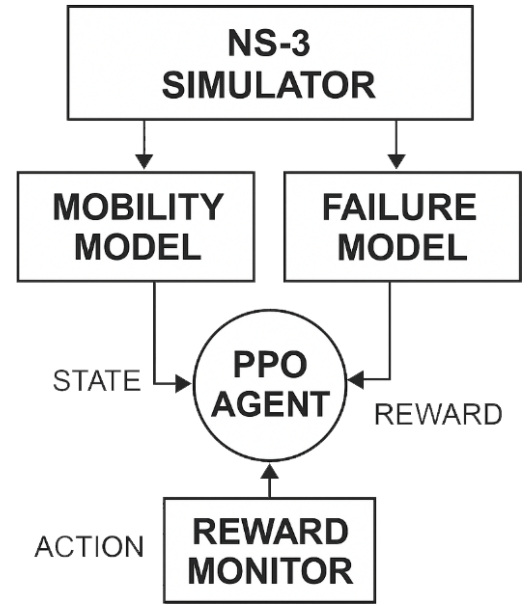 NS-3
SIMULATOR
MOBILITY
MODEL
FAILURE
MODEL
STATE
PPO
AGENT
REWARD
ACTION
REWARD
MONITOR